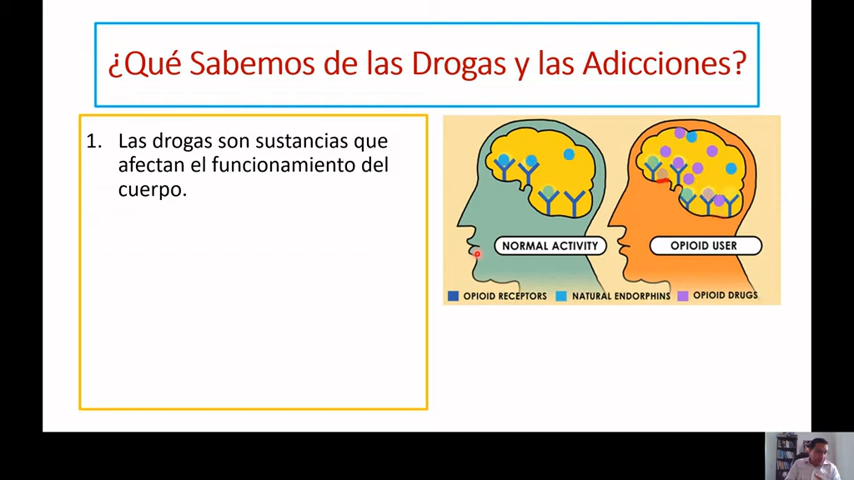 ¿Qué Sabemos de las Drogas y las Adicciones?
1. Las drogas son sustancias que
afectan el funcionamiento del
cuerpo.
NORMAL ACTIVITY
OPIOID USER
OPIOID RECEPTORS
NATURAL ENDORPHINS
OPIOID DRUGS